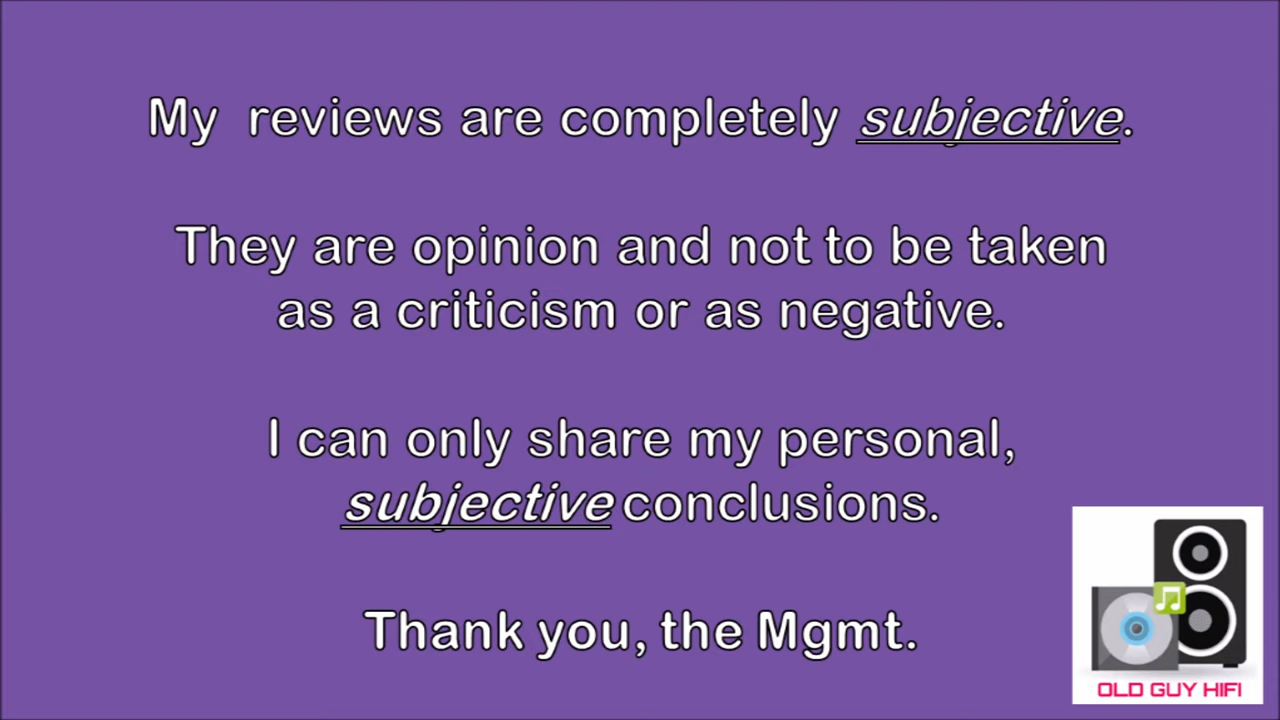 My reviews are completely subjective.
They are opinion and not to be taken
as a criticism or as negative.
I can only share my personal,
subjective conclusions.
Thank you, the Mgmt.
OLD GUY HIFI